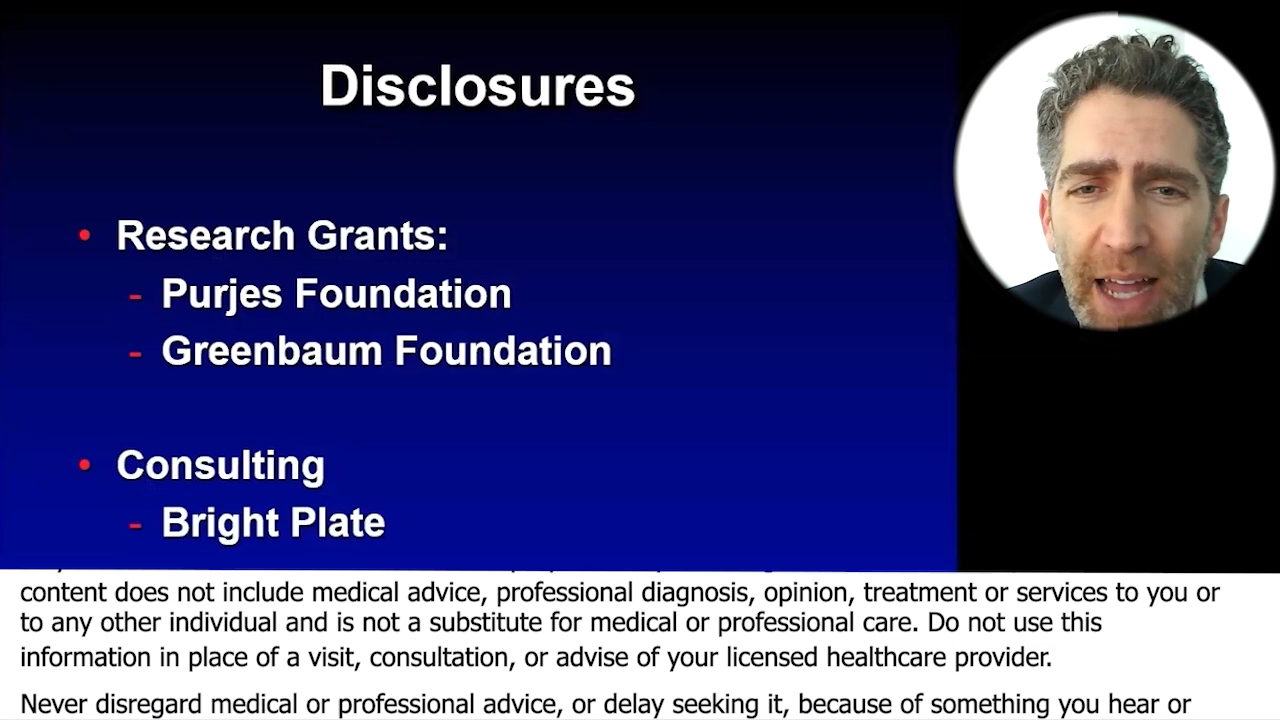 Disclosures
• Research Grants:
- Purjes Foundation
- Greenbaum Foundation
• Consulting
- Bright Plate
content does not include medical advice, professional diagnosis, opinion, treatment or services to you or
to any other individual and is not a substitute for medical or professional care. Do not use this
information in place of a visit, consultation, or advise of your licensed healthcare provider.
Never disregard medical or professional advice, or delay seeking it, because of something you hear or